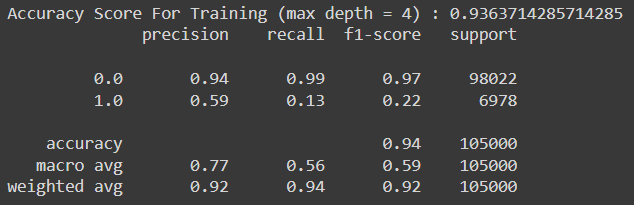 Accuracy Score For Training (max depth = 4) : 0.9363714285714285
precision recall f1-score support
0.0 0.94 0.99 0.97 98022
1.0 0.59 0.13 0.22 6978
accuracy 0.94 105000
macro avg 0.77 0.56 0.59 105000
weighted avg 0.92 0.94 0.92 105000